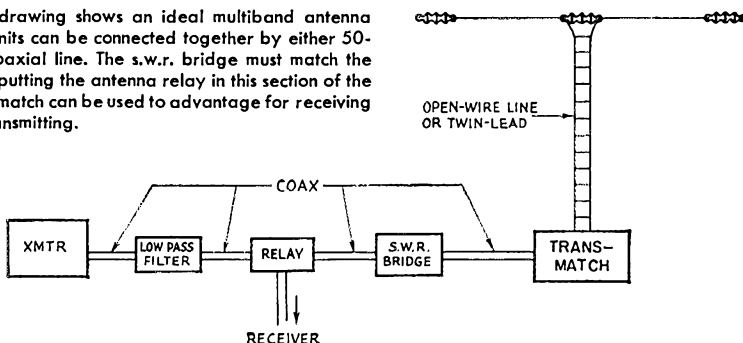 drawing shows an ideal multiband antenna
nits can be connected together by either 50-
oaxial line. The s.w.r. bridge must match the
putting the antenna relay in this section of the
match can be used to advantage for receiving
nsmitting.
OPEN-WIRE LINE
OR TWIN-LEAD
COAX
XMTR
LOW PASS
FILTER
RELAY
S.W.R.
BRIDGE
TRANS-
MATCH
RECEIVER